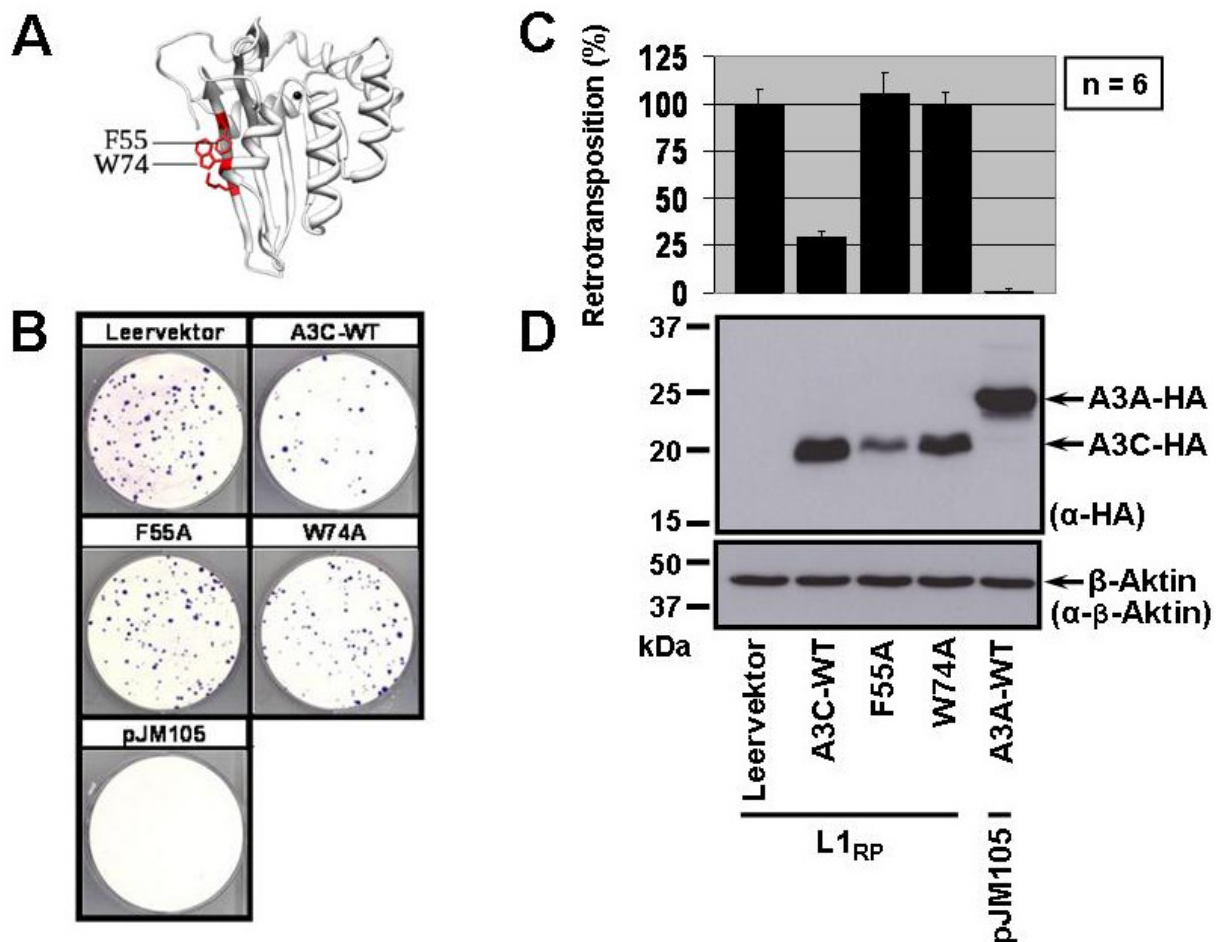 A
F55
W74
B
Leervektor
A3C-WT
F55A
W74A
pJM105
C
Retrotransposition (%)
125
100
75
50
25
0
n = 6
D
37
25
20
15
A3A-HA
A3C-HA
(α-HA)
50
37
kDa
β-Aktin
(α-β-Aktin)
Leervektor
A3C-WT
F55A
W74A
A3A-WT
L1RP
pJM105